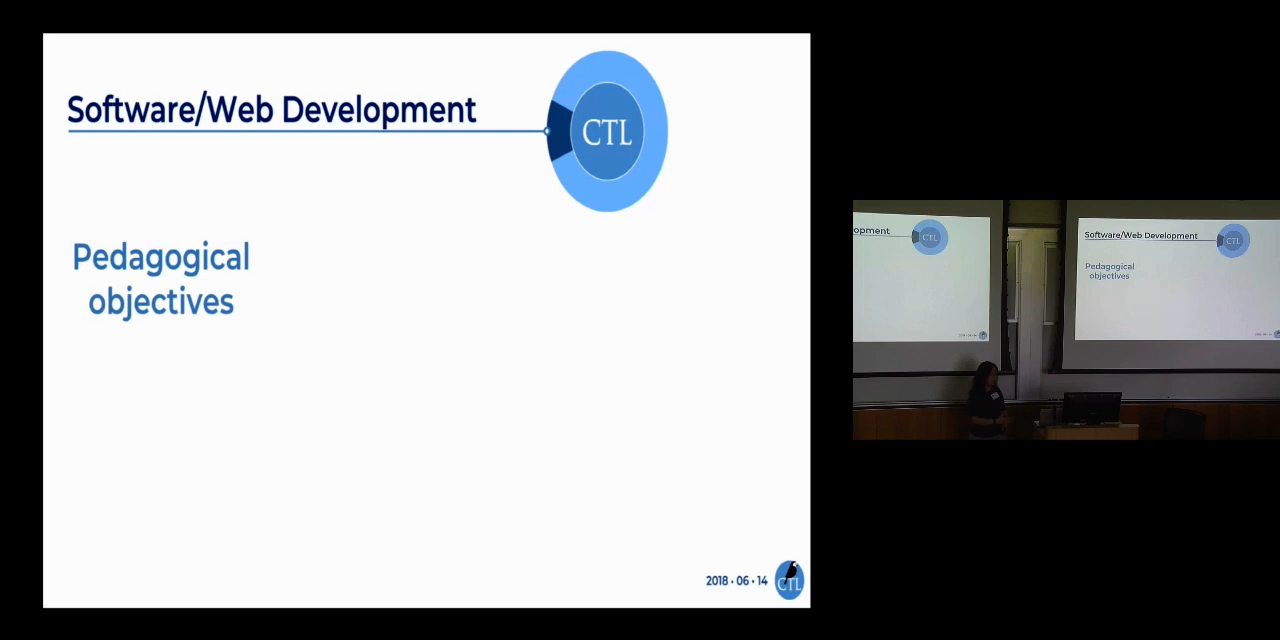 Software/Web Development
CTL
Pedagogical
objectives
2018 • 06 • 14
CTL
opment
CTL
Software/Web Development
CTL
Pedagogical
objectives